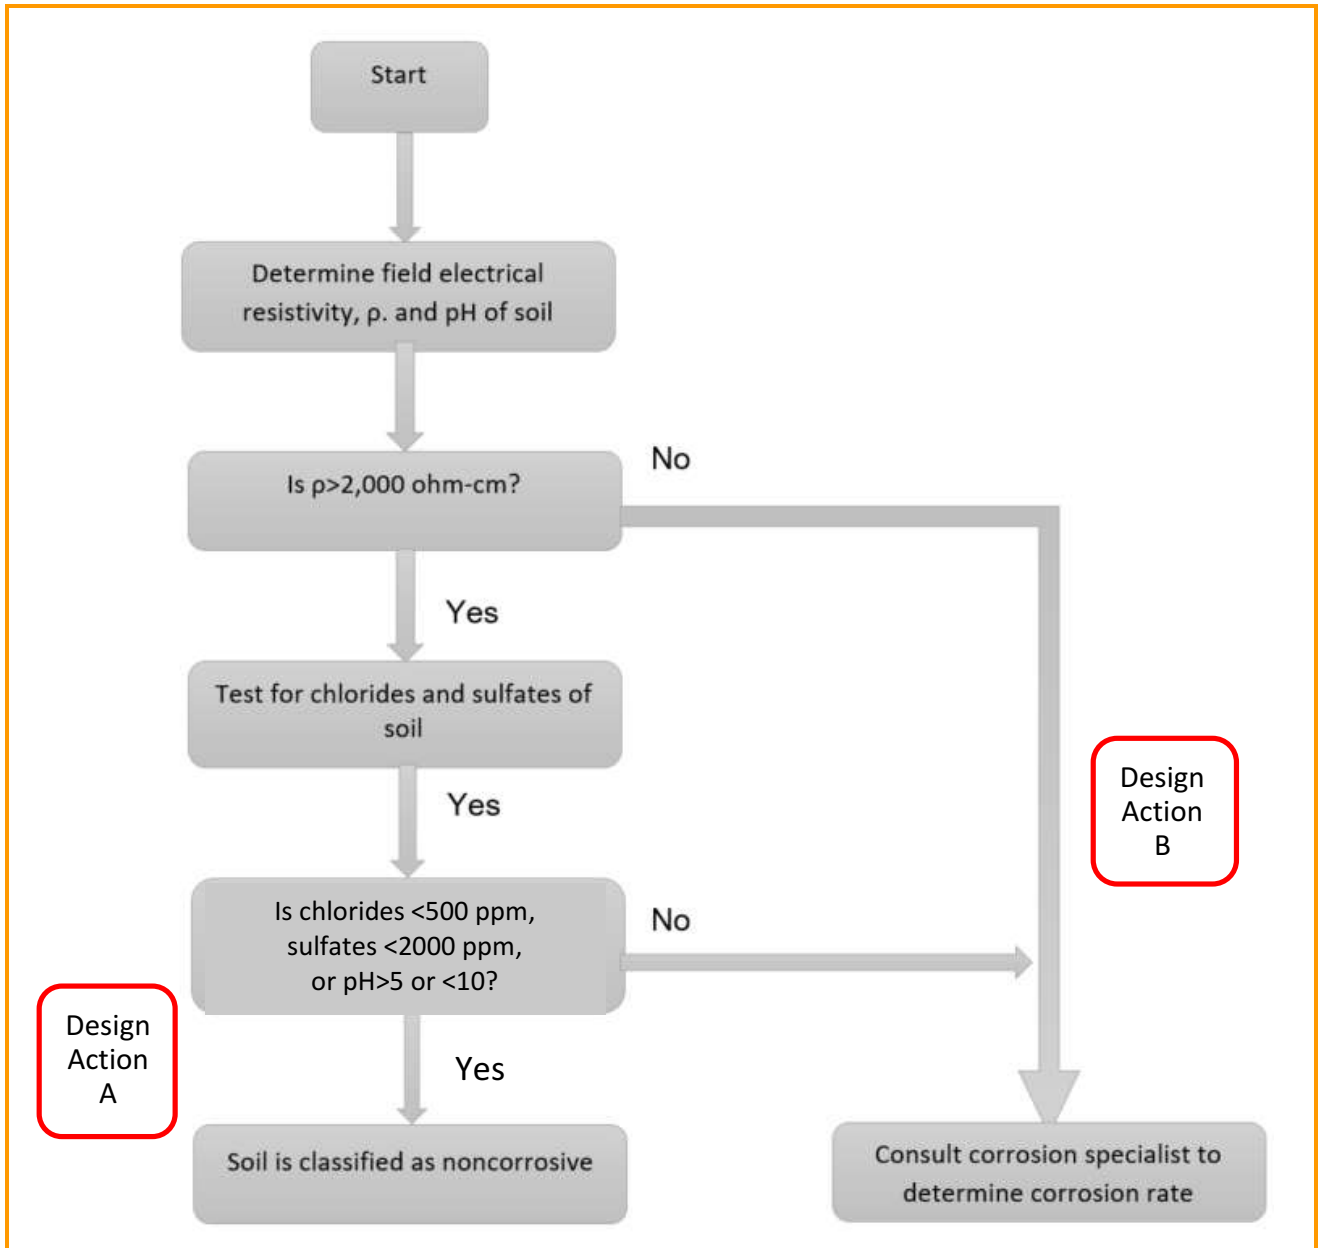 Start
Determine field electrical
resistivity, ρ. and pH of soil
Is ρ>2,000 ohm-cm?
No
Yes
Test for chlorides and sulfates of
soil
Yes
Design
Action
B
Is chlorides <500 ppm,
sulfates <2000 ppm,
or pH>5 or <10?
No
Design
Action
A
Yes
Soil is classified as noncorrosive
Consult corrosion specialist to
determine corrosion rate